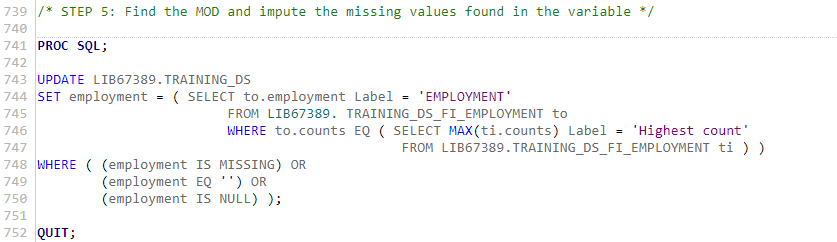 739 /* STEP 5: Find the MOD and impute the missing values found in the variable */
740
741 PROC SQL;
742
743 UPDATE LIB67389.TRAINING_DS
744 SET employment = ( SELECT to.employment Label = 'EMPLOYMENT'
745 FROM LIB67389. TRAINING_DS_FI_EMPLOYMENT to
746 WHERE to.counts EQ ( SELECT MAX(ti.counts) Label = 'Highest count'
747 FROM LIB67389.TRAINING_DS_FI_EMPLOYMENT ti ) )
748 WHERE ( (employment IS MISSING) OR
749 (employment EQ '') OR
750 (employment IS NULL) );
751
752 QUIT;